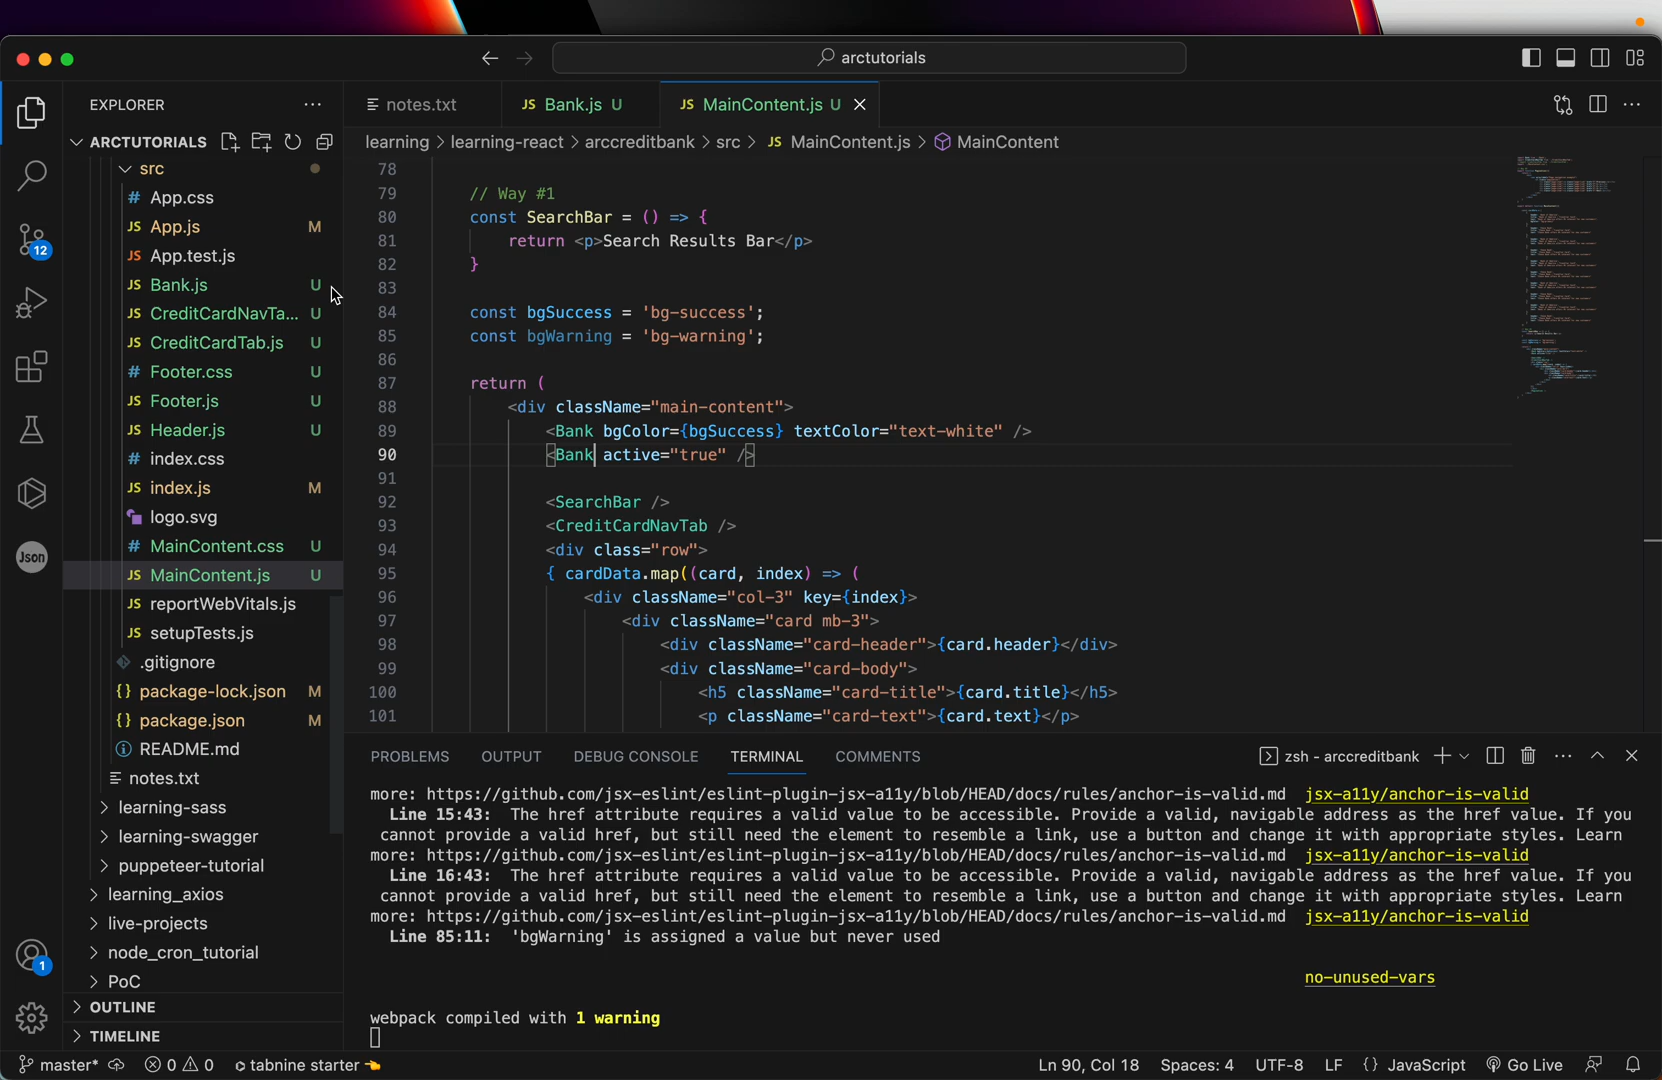 arctutorials
EXPLORER
ARCTUTORIALS
src
# App.css
JS App.js M
JS App.test.js
JS Bank.js U
JS CreditCardNavTa... U
JS CreditCardTab.js U
# Footer.css U
JS Footer.js U
JS Header.js U
# index.css
JS index.js M
logo.svg
# MainContent.css U
JS MainContent.js U
JS reportWebVitals.js
JS setupTests.js
.gitignore
{} package-lock.json M
{} package.json M
README.md
notes.txt
learning-sass
learning-swagger
puppeteer-tutorial
learning_axios
live-projects
node_cron_tutorial
PoC
OUTLINE
TIMELINE
12
Json
1
notes.txt
JS Bank.js U
JS MainContent.js U
learning > learning-react > arccreditbank > src > JS MainContent.js > MainContent
78
79 // Way #1
80 const SearchBar = () => {
81 return <p>Search Results Bar</p>
82 }
83
84 const bgSuccess = 'bg-success';
85 const bgWarning = 'bg-warning';
86
87 return (
88 <div className="main-content">
89 <Bank bgColor={bgSuccess} textColor="text-white" />
90 <Bank active="true" />
91
92 <SearchBar />
93 <CreditCardNavTab />
94 <div class="row">
95 { cardData.map((card, index) => (
96 <div className="col-3" key={index}>
97 <div className="card mb-3">
98 <div className="card-header">{card.header}</div>
99 <div className="card-body">
100 <h5 className="card-title">{card.title}</h5>
101 <p className="card-text">{card.text}</p>
PROBLEMS OUTPUT DEBUG CONSOLE TERMINAL COMMENTS
zsh - arccreditbank
more: https://github.com/jsx-eslint/eslint-plugin-jsx-a11y/blob/HEAD/docs/rules/anchor-is-valid.md jsx-a11y/anchor-is-valid
Line 15:43: The href attribute requires a valid value to be accessible. Provide a valid, navigable address as the href value. If you
cannot provide a valid href, but still need the element to resemble a link, use a button and change it with appropriate styles. Learn
more: https://github.com/jsx-eslint/eslint-plugin-jsx-a11y/blob/HEAD/docs/rules/anchor-is-valid.md jsx-a11y/anchor-is-valid
Line 16:43: The href attribute requires a valid value to be accessible. Provide a valid, navigable address as the href value. If you
cannot provide a valid href, but still need the element to resemble a link, use a button and change it with appropriate styles. Learn
more: https://github.com/jsx-eslint/eslint-plugin-jsx-a11y/blob/HEAD/docs/rules/anchor-is-valid.md jsx-a11y/anchor-is-valid
Line 85:11: 'bgWarning' is assigned a value but never used
no-unused-vars
webpack compiled with 1 warning
master* 0 0 tabnine starter Ln 90, Col 18 Spaces: 4 UTF-8 LF {} JavaScript Go Live